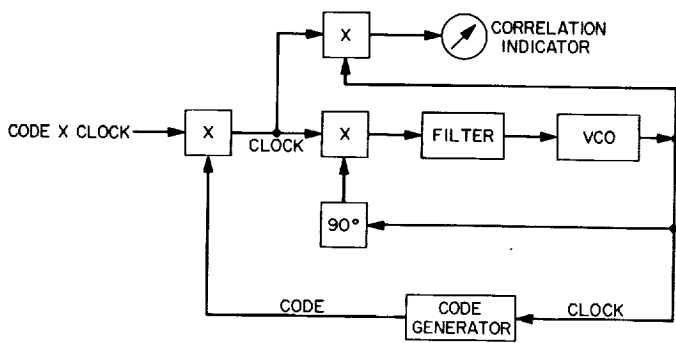 X
CORRELATION
INDICATOR
CODE X CLOCK
X
CLOCK
X
FILTER
VCO
90°
CODE
CODE
GENERATOR
CLOCK